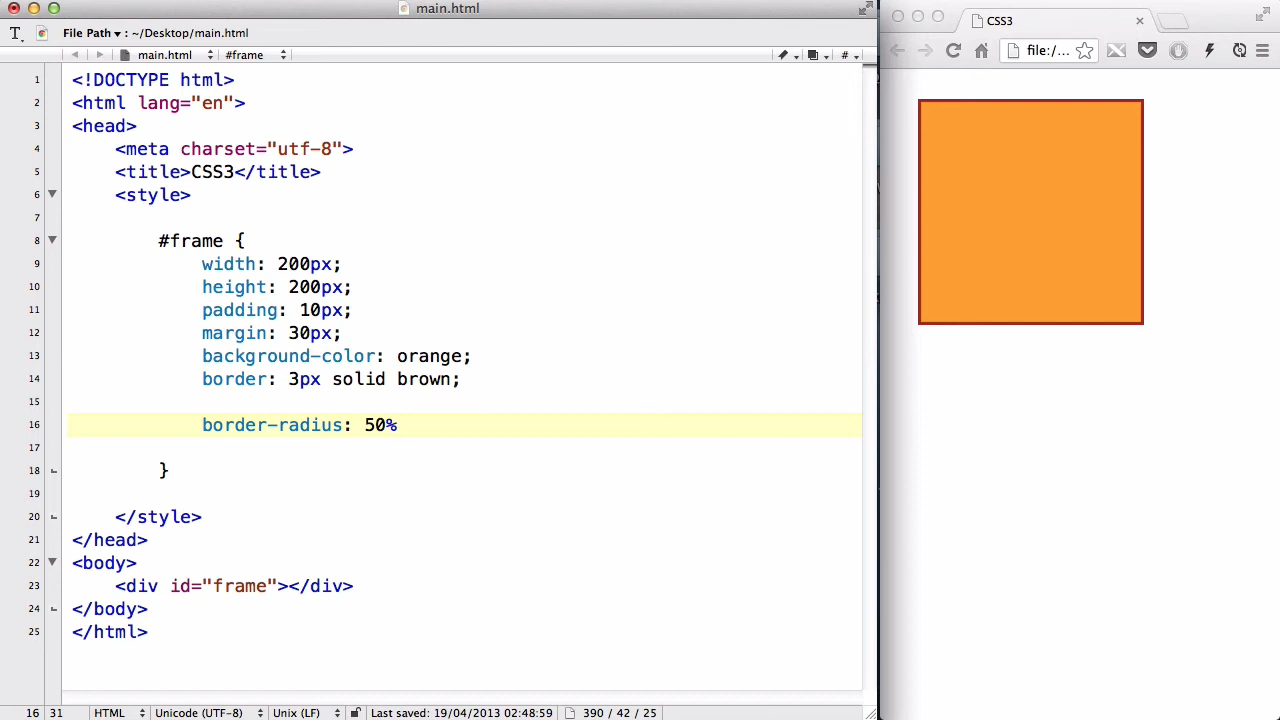 main.html
File Path ▾ : ~/Desktop/main.html
main.html #frame #
1 <!DOCTYPE html>
2 <html lang="en">
3 <head>
4 <meta charset="utf-8">
5 <title>CSS3</title>
6 <style>
7
8 #frame {
9 width: 200px;
10 height: 200px;
11 padding: 10px;
12 margin: 30px;
13 background-color: orange;
14 border: 3px solid brown;
15
16 border-radius: 50%
17
18 }
19
20 </style>
21 </head>
22 <body>
23 <div id="frame"></div>
24 </body>
25 </html>
16 31 HTML Unicode (UTF-8) Unix (LF) Last saved: 19/04/2013 02:48:59 390 / 42 / 25
CSS3
file:/...